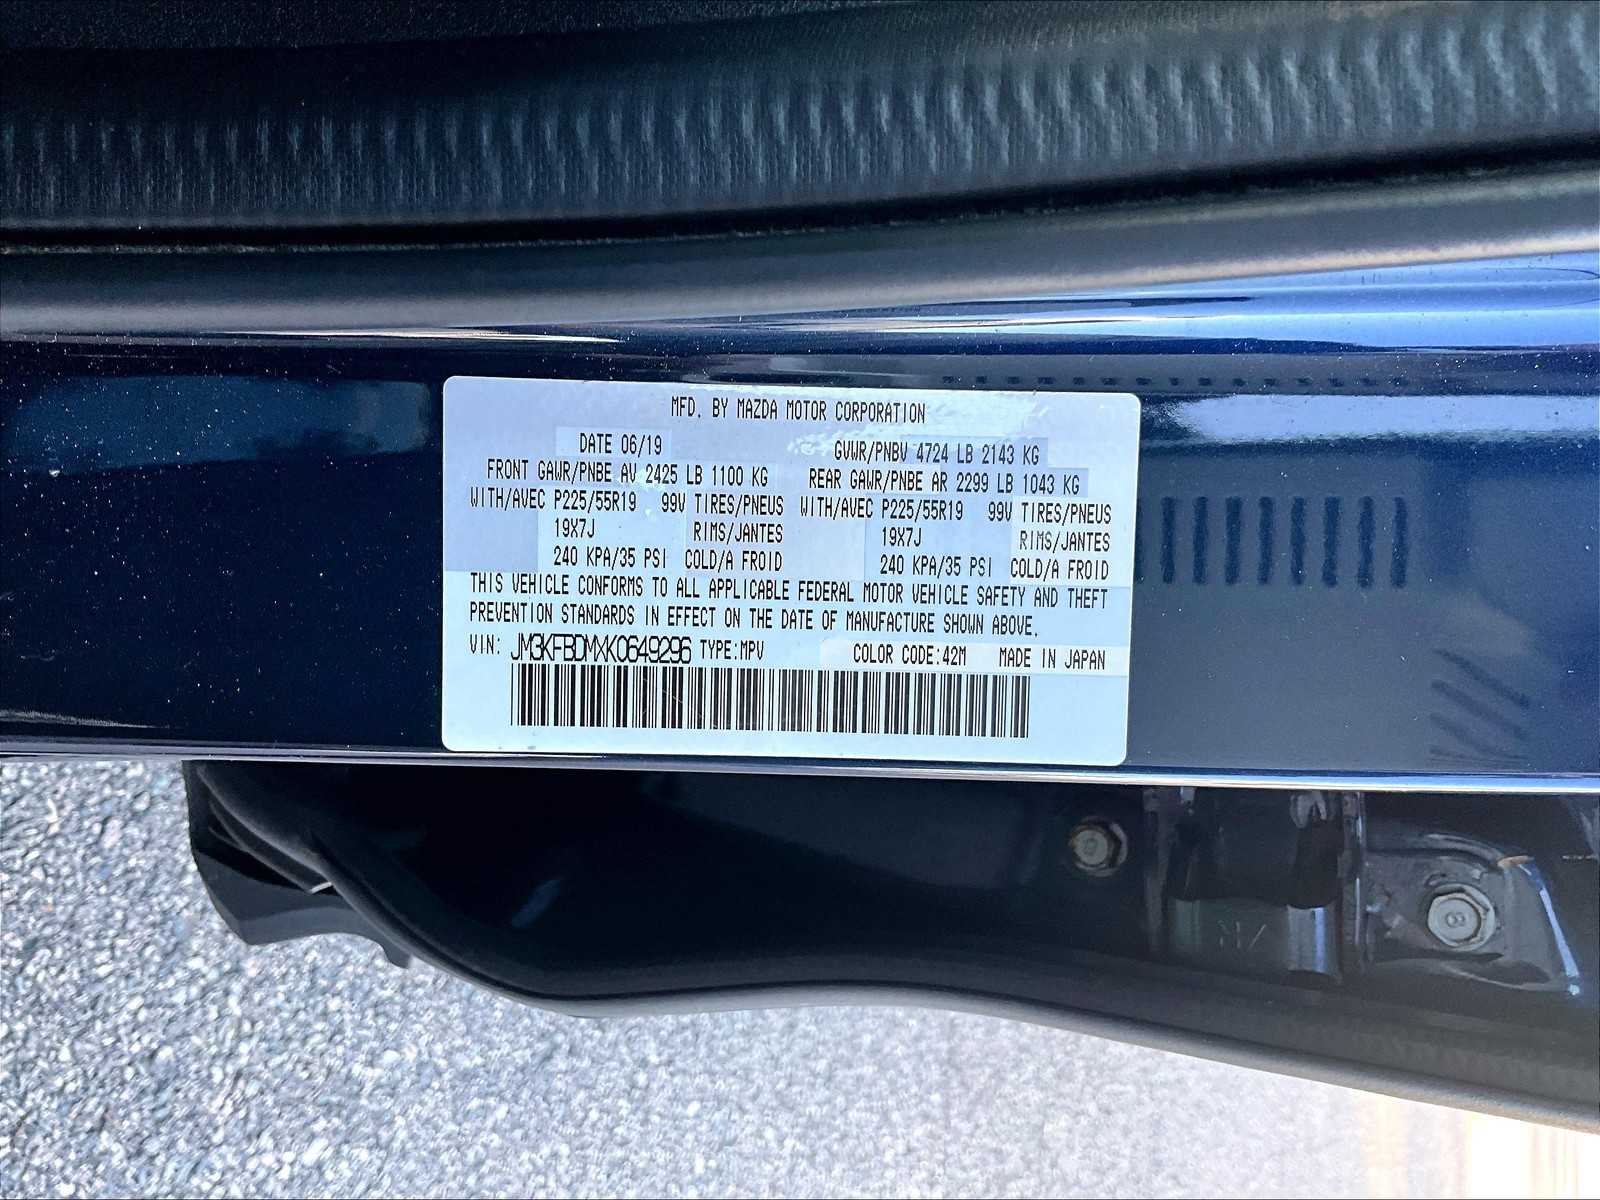 MFD. BY MAZDA MOTOR CORPORATION
DATE 06/19 GVWR/PNBV 4724 LB 2143 KG
FRONT GAWR/PNBE AV 2425 LB 1100 KG REAR GAWR/PNBE AR 2299 LB 1043 KG
WITH/AVEC P225/55R19 99V TIRES/PNEUS WITH/AVEC P225/55R19 99V TIRES/PNEUS
19X7J RIMS/JANTES 19X7J RIMS/JANTES
240 KPA/35 PSI COLD/A FROID 240 KPA/35 PSI COLD/A FROID
THIS VEHICLE CONFORMS TO ALL APPLICABLE FEDERAL MOTOR VEHICLE SAFETY AND THEFT
PREVENTION STANDARDS IN EFFECT ON THE DATE OF MANUFACTURE SHOWN ABOVE.
VIN: JM3KFBDMXK0649296 TYPE:MPV COLOR CODE:42M MADE IN JAPAN
8